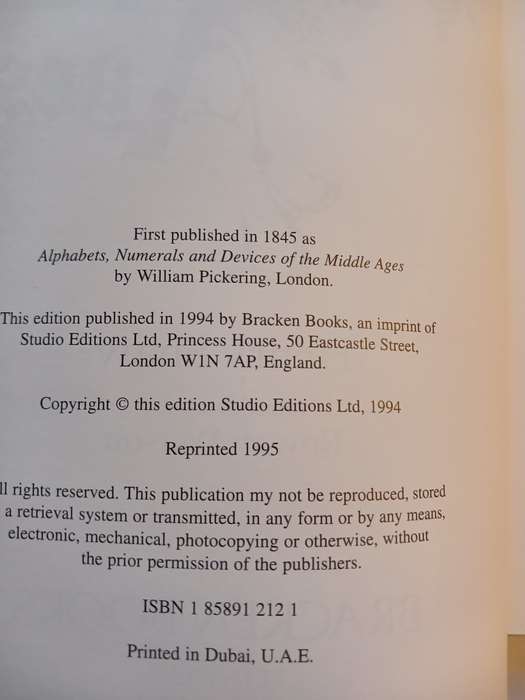 First published in 1845 as
Alphabets, Numerals and Devices of the Middle Ages
by William Pickering, London.
This edition published in 1994 by Bracken Books, an imprint of
Studio Editions Ltd, Princess House, 50 Eastcastle Street,
London W1N 7AP, England.
Copyright © this edition Studio Editions Ltd, 1994
Reprinted 1995
ll rights reserved. This publication my not be reproduced, stored
a retrieval system or transmitted, in any form or by any means,
electronic, mechanical, photocopying or otherwise, without
the prior permission of the publishers.
ISBN 1 85891 212 1
Printed in Dubai, U.A.E.